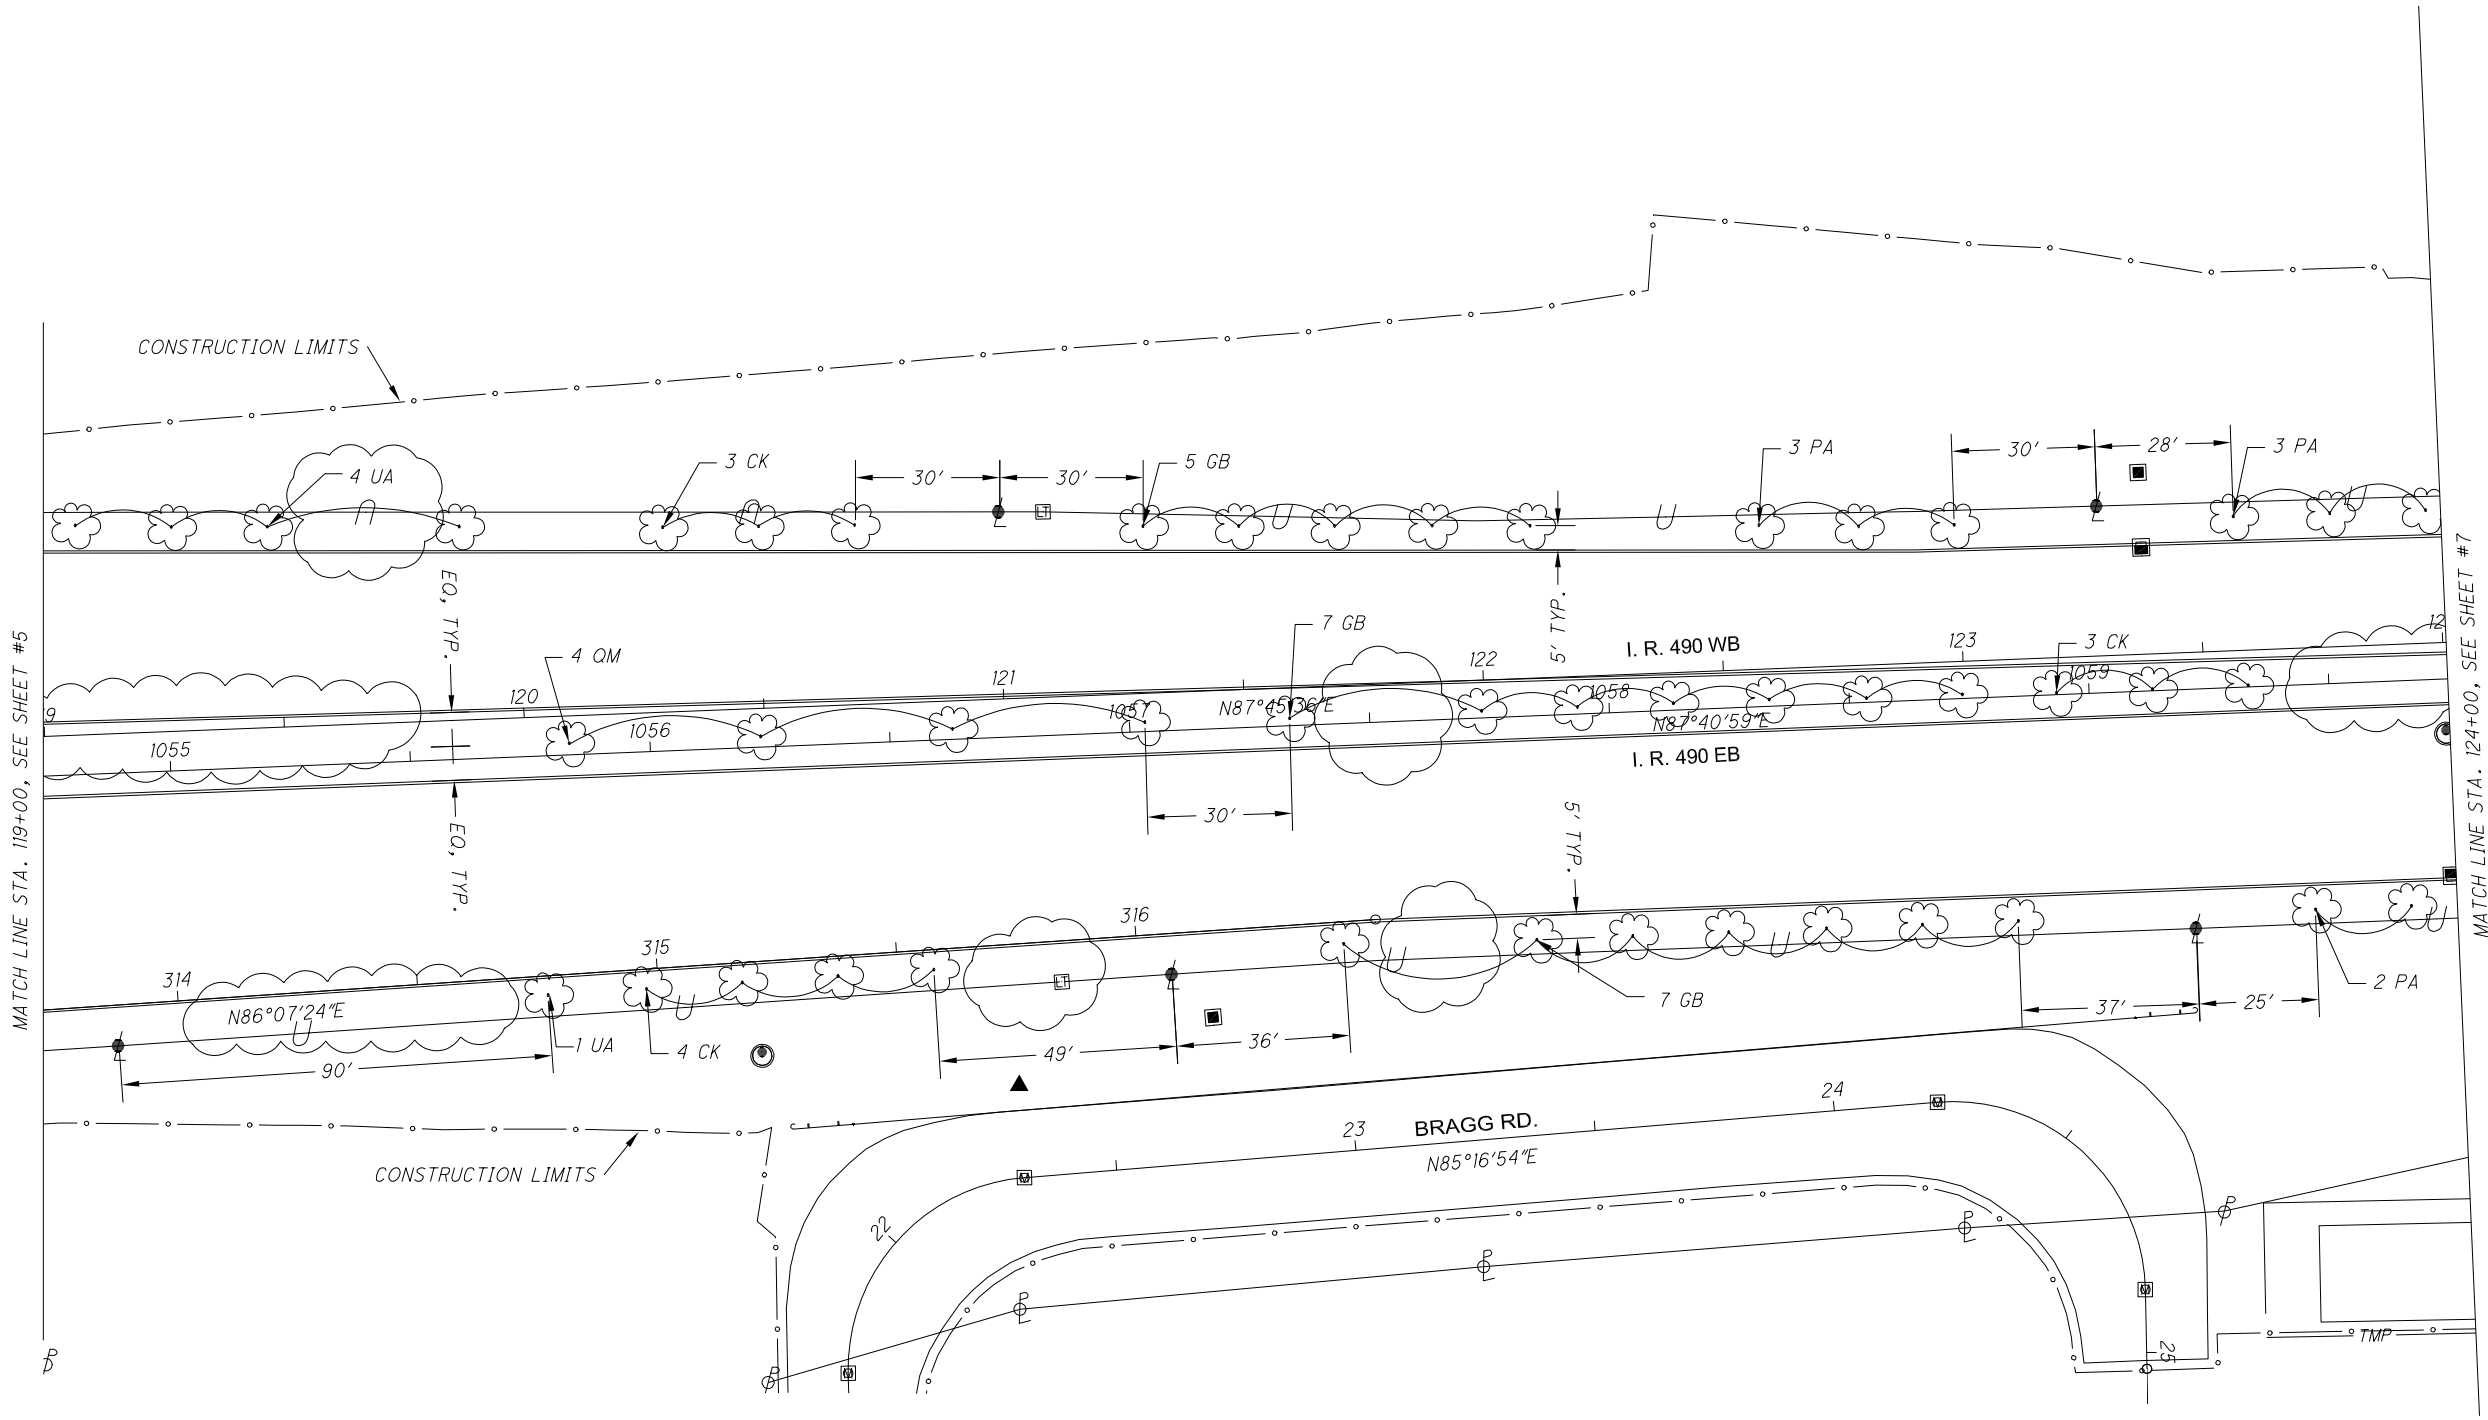 CONSTRUCTION LIMITS
4 UA
3 CK
30'
30'
5 GB
3 PA
30'
28'
3 PA
LT
EQ, TYP.
5' TYP.
MATCH LINE STA. 119+00, SEE SHEET #5
MATCH LINE STA. 124+00, SEE SHEET #7
4 QM
7 GB
I. R. 490 WB
3 CK
120
121
122
123
12
9
1055
1056
1057
1058
1059
N87°45'36"E
N87°40'59"E
I. R. 490 EB
30'
EQ, TYP.
5' TYP.
314
315
316
N86°07'24"E
LT
1 UA
4 CK
90'
49'
36'
7 GB
37'
25'
2 PA
CONSTRUCTION LIMITS
BRAGG RD.
N85°16'54"E
22
23
24
25
M
M
M
M
P
P
P
P
P
P
TMP